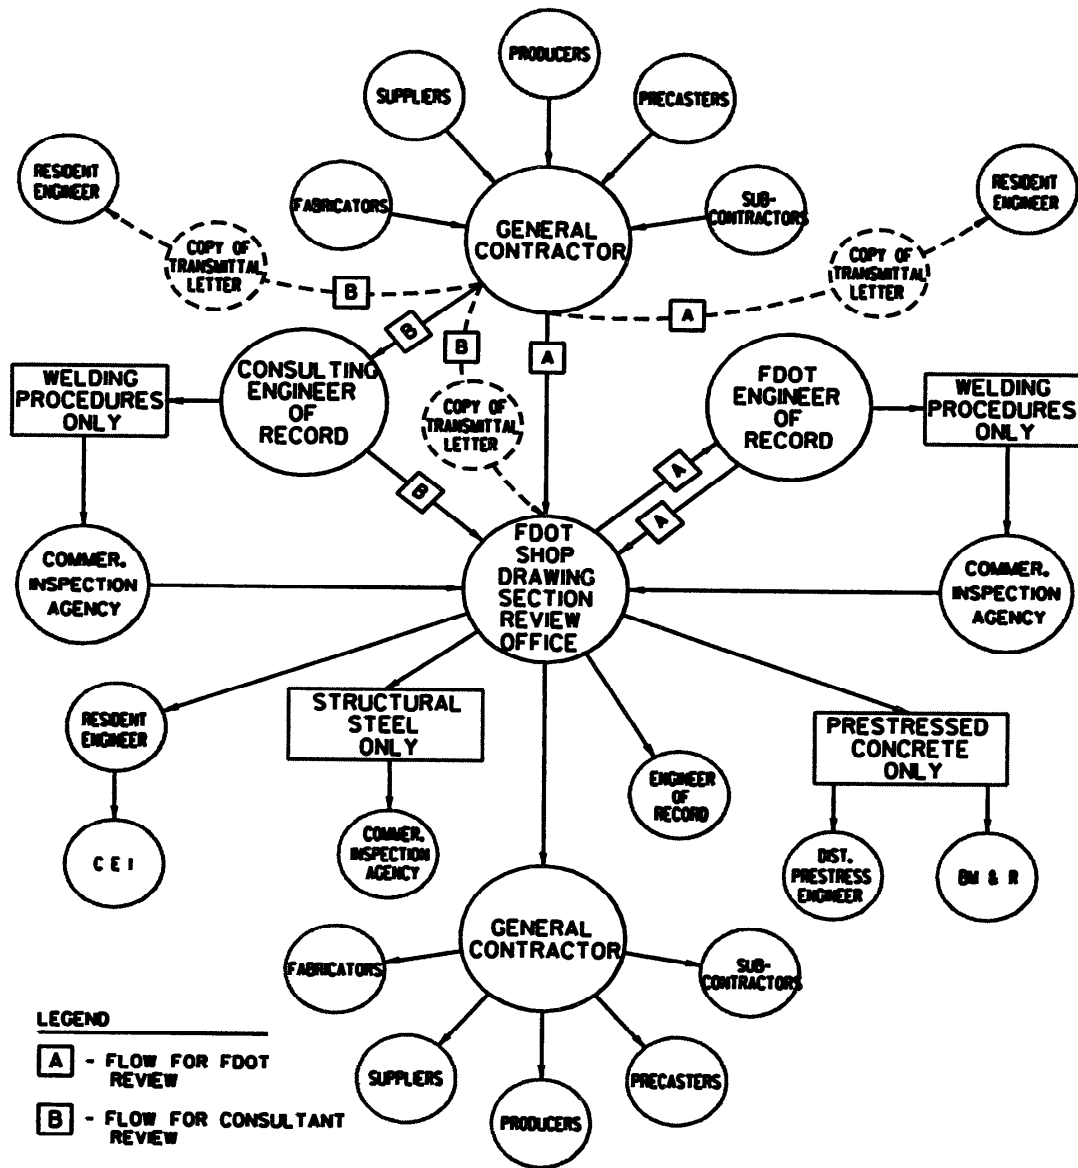 PRODUCERS
SUPPLIERS
PRECASTERS
RESIDENT
ENGINEER
FABRICATORS
GENERAL
CONTRACTOR
SUB-
CONTRACTORS
RESIDENT
ENGINEER
COPY OF
TRANSMITTAL
LETTER
COPY OF
TRANSMITTAL
LETTER
B
A
B
B
A
WELDING
PROCEDURES
ONLY
CONSULTING
ENGINEER
OF
RECORD
COPY OF
TRANSMITTAL
LETTER
FDOT
ENGINEER
OF
RECORD
WELDING
PROCEDURES
ONLY
B
A
A
COMMER.
INSPECTION
AGENCY
FDOT
SHOP
DRAWING
SECTION
REVIEW
OFFICE
COMMER.
INSPECTION
AGENCY
RESIDENT
ENGINEER
STRUCTURAL
STEEL
ONLY
ENGINEER
OF
RECORD
PRESTRESSED
CONCRETE
ONLY
C E I
COMMER.
INSPECTION
AGENCY
DIST.
PRESTRESS
ENGINEER
BM & R
GENERAL
CONTRACTOR
FABRICATORS
SUB-
CONTRACTORS
SUPPLIERS
PRODUCERS
PRECASTERS
LEGEND
A - FLOW FOR FDOT
REVIEW
B - FLOW FOR CONSULTANT
REVIEW